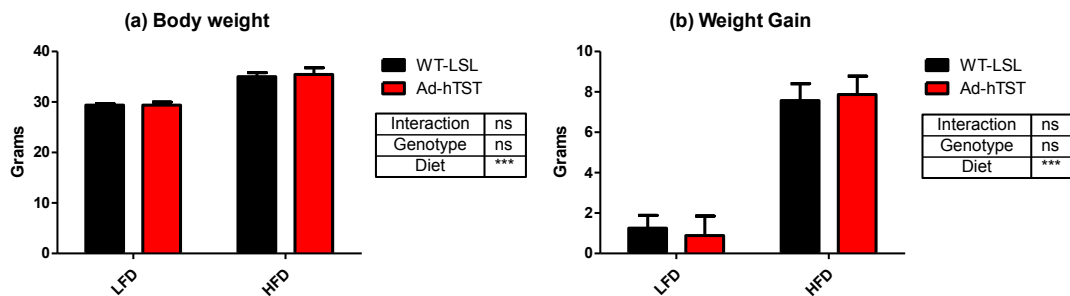 (a) Body weight
40
30
20
10
0
Grams
LFD
HFD
WT-LSL
Ad-hTST
Interaction ns
Genotype ns
Diet ***
(b) Weight Gain
10
8
6
4
2
0
Grams
LFD
HFD
WT-LSL
Ad-hTST
Interaction ns
Genotype ns
Diet ***